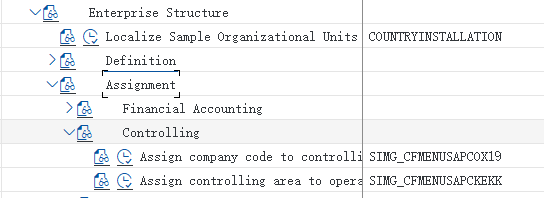 Enterprise Structure
Localize Sample Organizational Units COUNTRYINSTALLATION
Definition
Assignment
Financial Accounting
Controlling
Assign company code to controlli SIMG_CFMENUSAPCOX19
Assign controlling area to opera SIMG_CFMENUSAPCKEKK